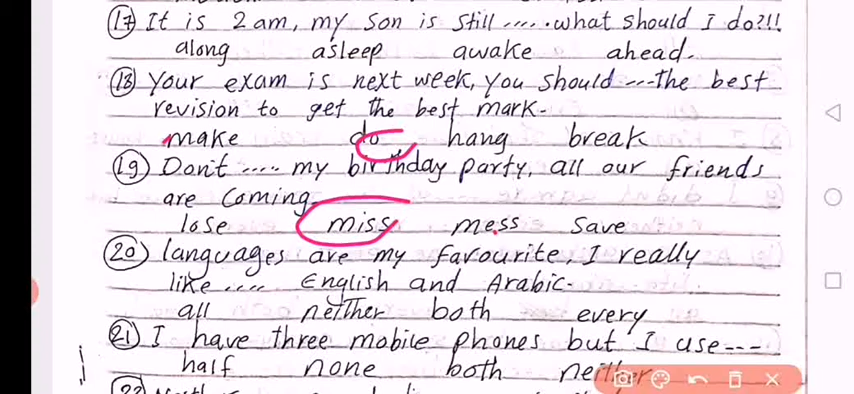 (17) It is 2 am, my son is still ..... .what should I do?!!
along asleep awake ahead.
(18) Your exam is next week, you should ---the best
revision to get the best mark-
make do hang break
(19) Don't .... my birthday party, all our friends
are coming.
lose miss mess save
(20) languages are my favourite, I really
like .... English and Arabic-
all neither both every
(21) I have three mobile phones but I use---
half none both neither